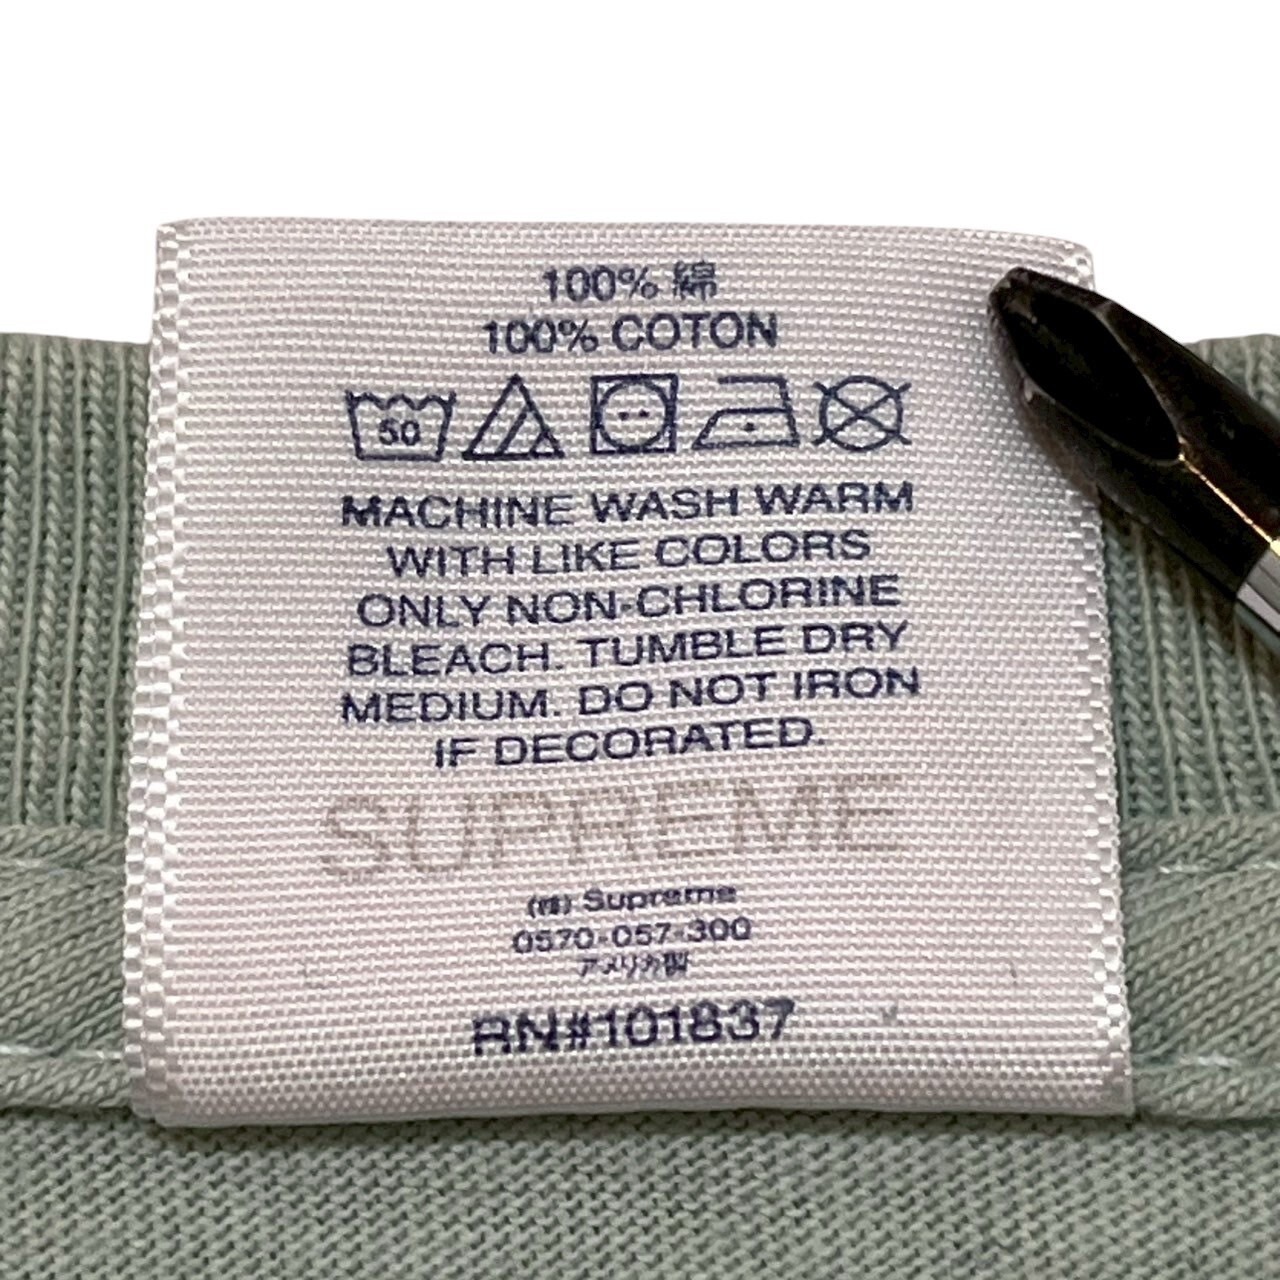 100% 綿
100% COTON
50
MACHINE WASH WARM
WITH LIKE COLORS
ONLY NON-CHLORINE
BLEACH. TUMBLE DRY
MEDIUM. DO NOT IRON
IF DECORATED.
SUPREME
(株) Supreme
0570-057-300
アメリカ製
RN#101837